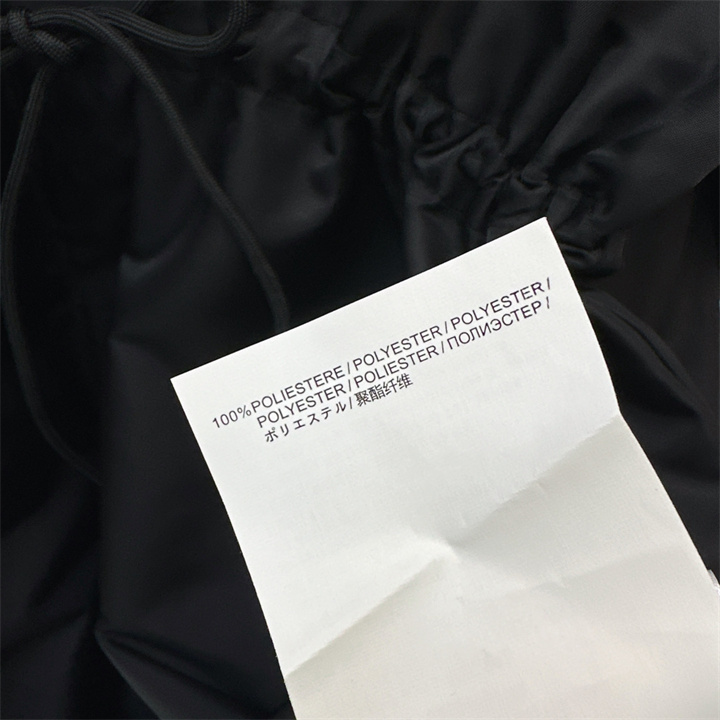 100% POLIESTERE / POLYESTER / POLYESTER /
POLYESTER / POLIESTER / ПОЛИЭСТЕР /
ポリエステル / 聚酯纤维